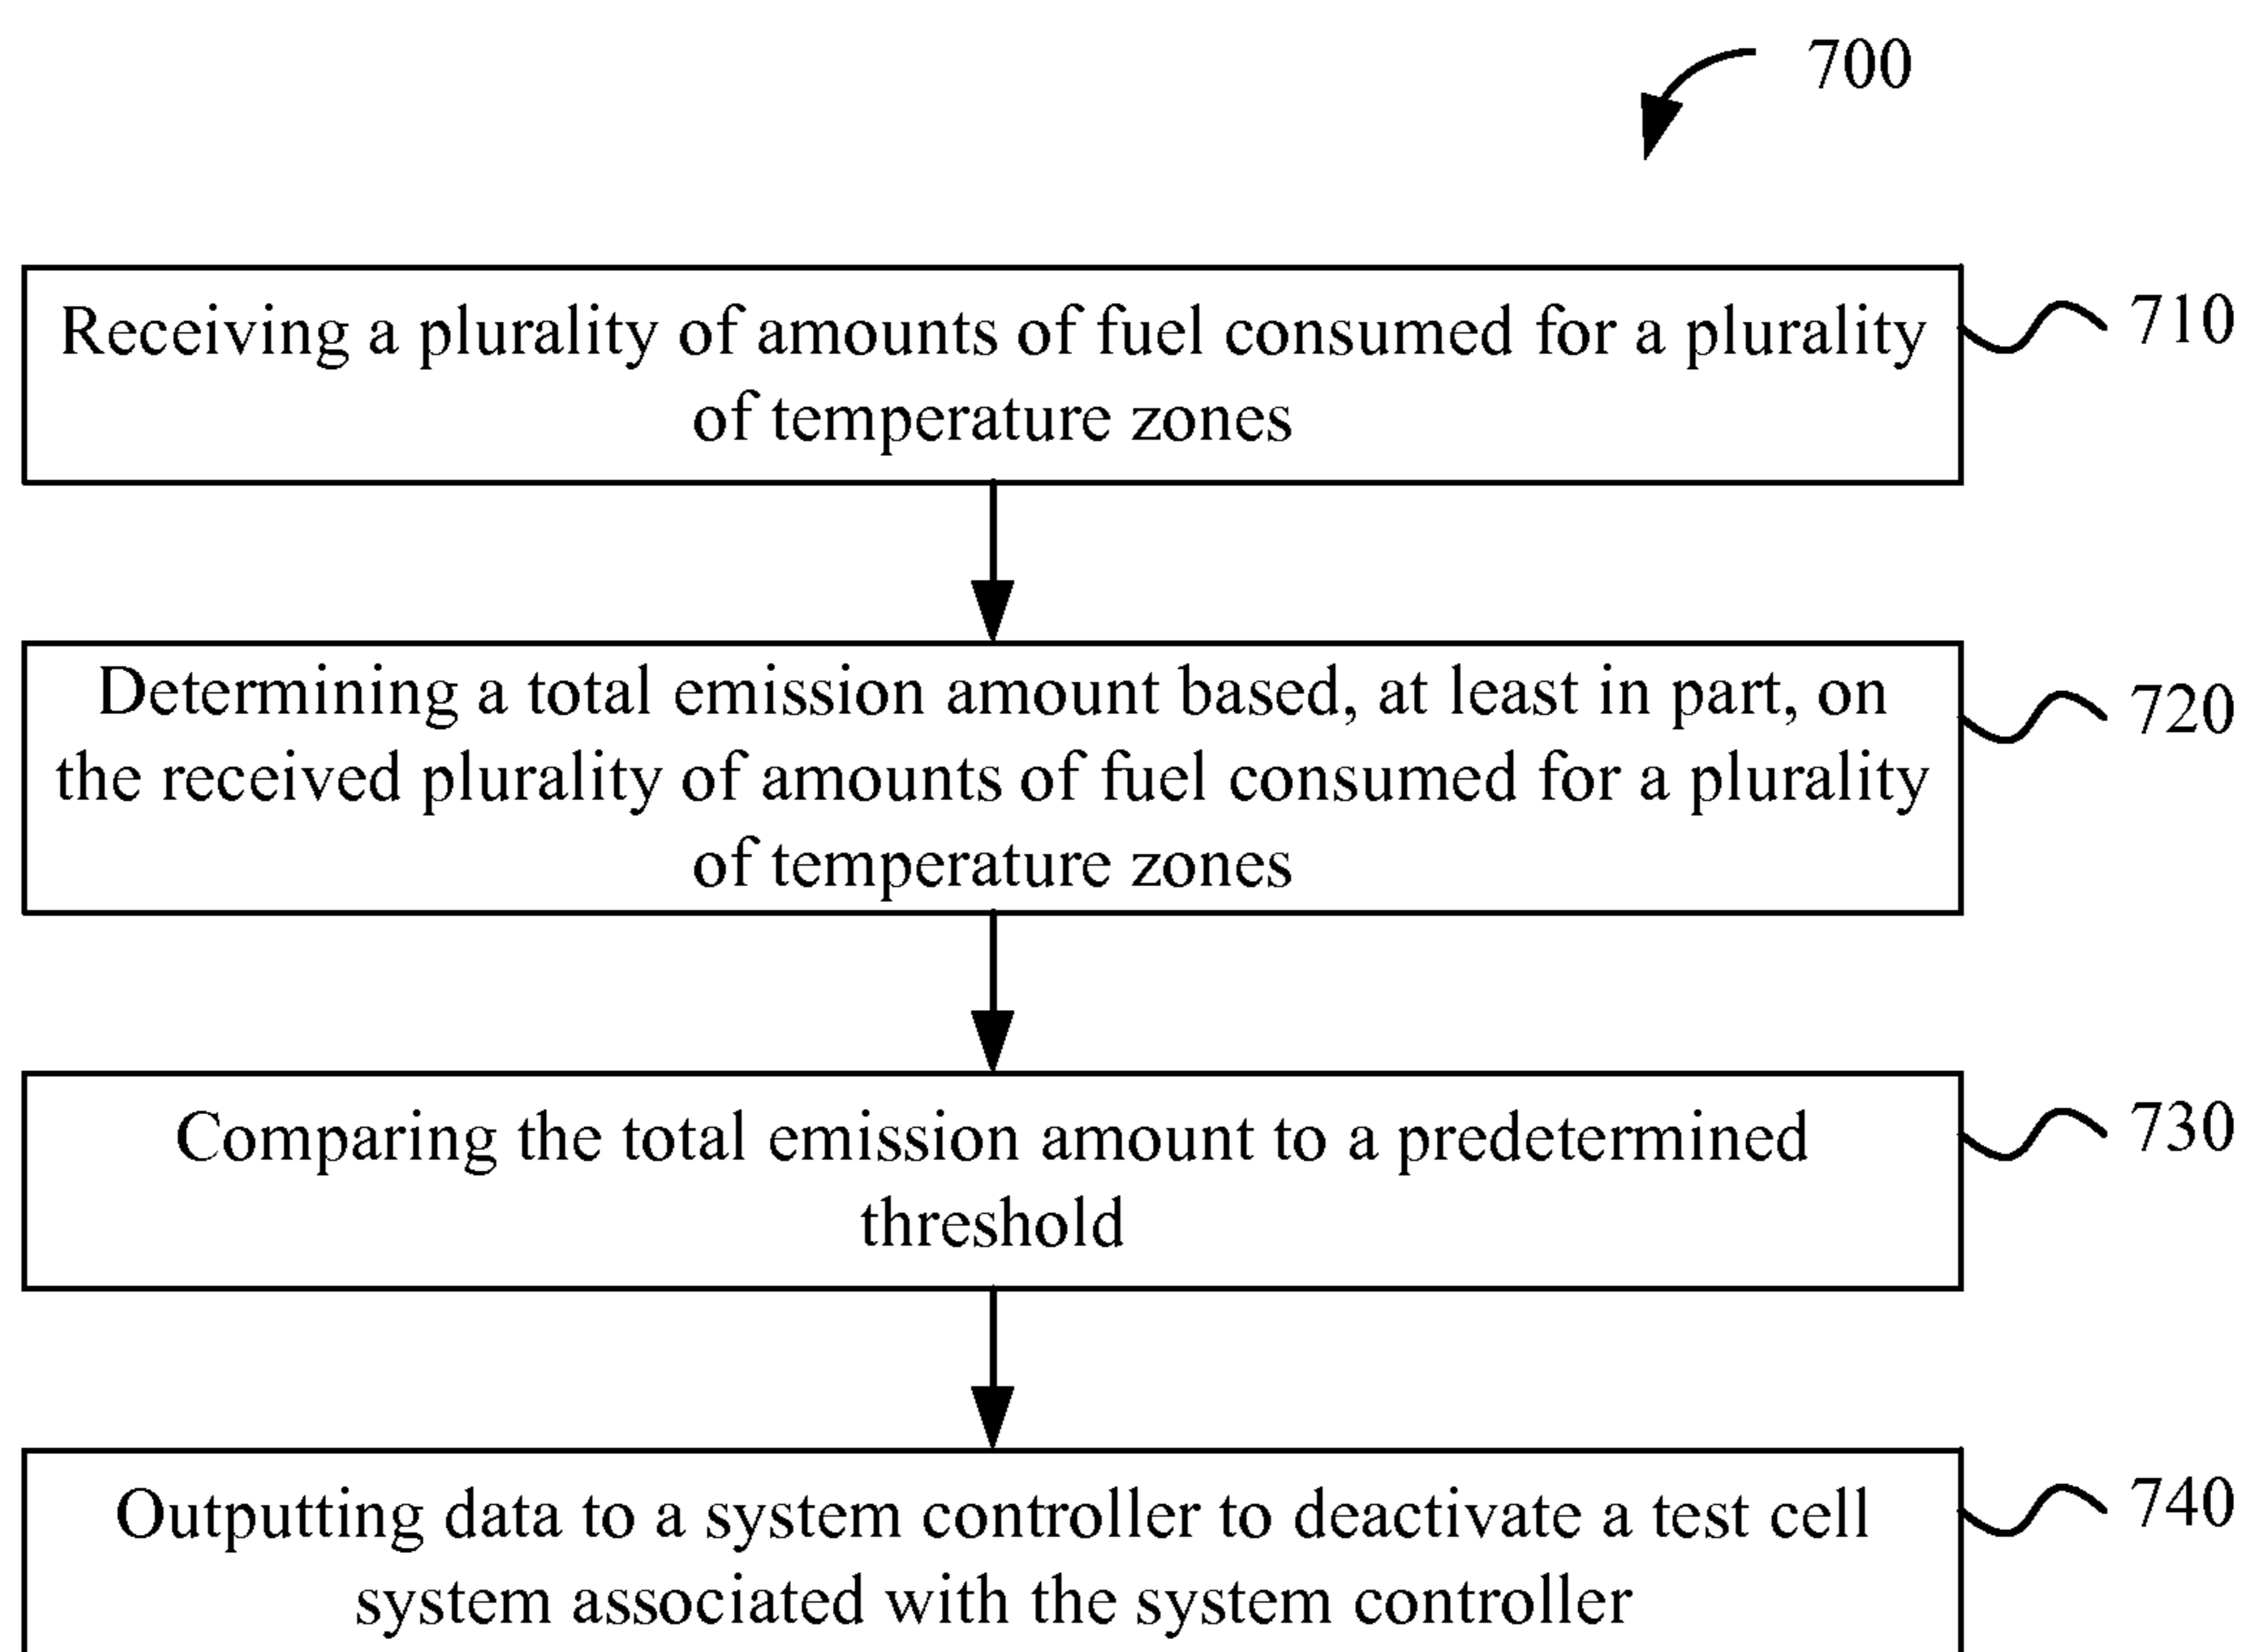 700
Receiving a plurality of amounts of fuel consumed for a plurality
of temperature zones
710
Determining a total emission amount based, at least in part, on
the received plurality of amounts of fuel consumed for a plurality
of temperature zones
720
Comparing the total emission amount to a predetermined
threshold
730
Outputting data to a system controller to deactivate a test cell
system associated with the system controller
740